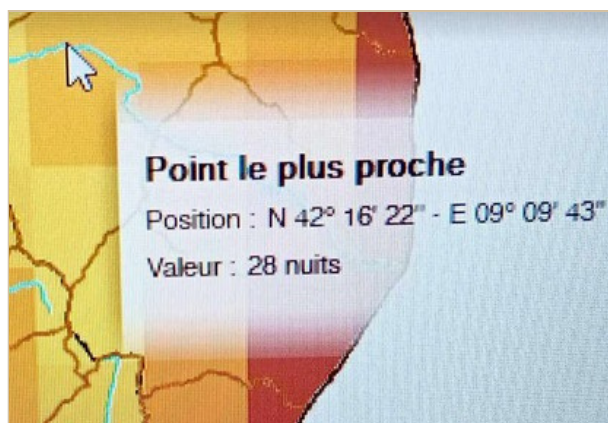 Point le plus proche
Position : N 42° 16' 22" - E 09° 09' 43"
Valeur : 28 nuits